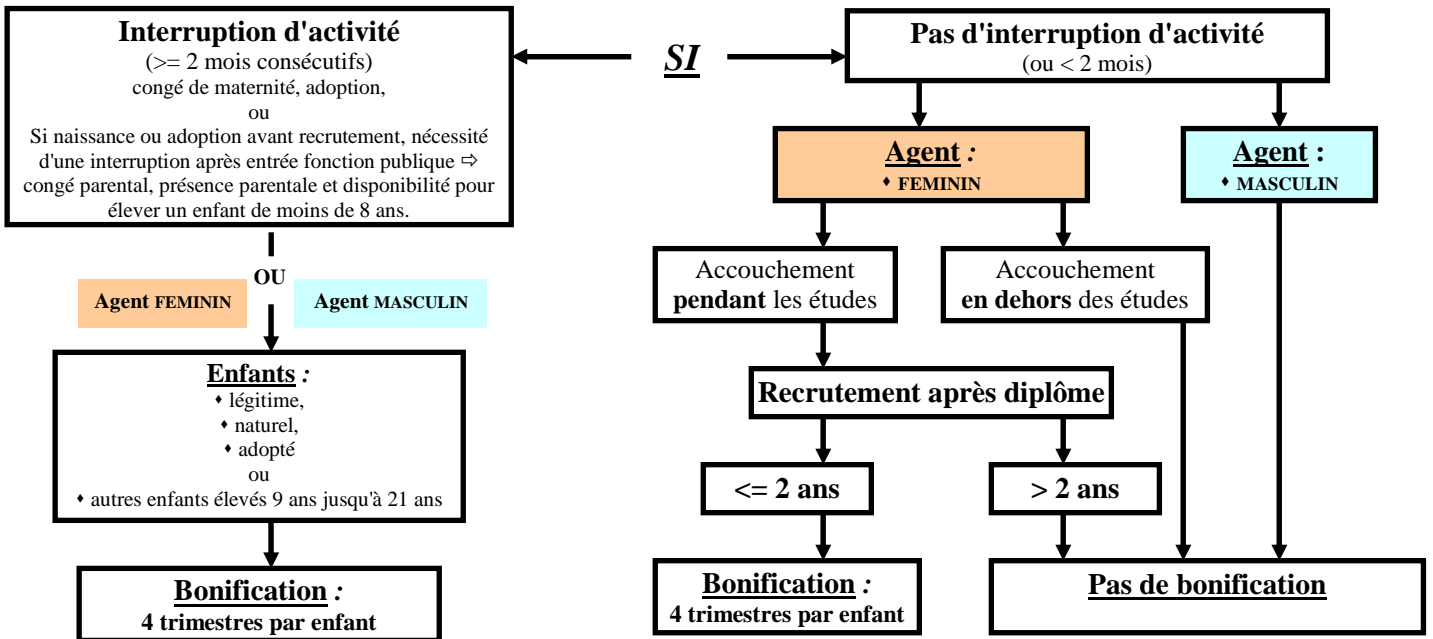 Interruption d'activité
(>= 2 mois consécutifs)
congé de maternité, adoption,
ou
Si naissance ou adoption avant recrutement, nécessité
d'une interruption après entrée fonction publique ⇨
congé parental, présence parentale et disponibilité pour
élever un enfant de moins de 8 ans.
SI
Pas d'interruption d'activité
(ou < 2 mois)
OU
Agent FEMININ
Agent MASCULIN
Enfants :
♦ légitime,
♦ naturel,
♦ adopté
ou
♦ autres enfants élevés 9 ans jusqu'à 21 ans
Bonification :
4 trimestres par enfant
Agent :
♦ FEMININ
Agent :
♦ MASCULIN
Accouchement
pendant les études
Accouchement
en dehors des études
Recrutement après diplôme
<= 2 ans
> 2 ans
Bonification :
4 trimestres par enfant
Pas de bonification